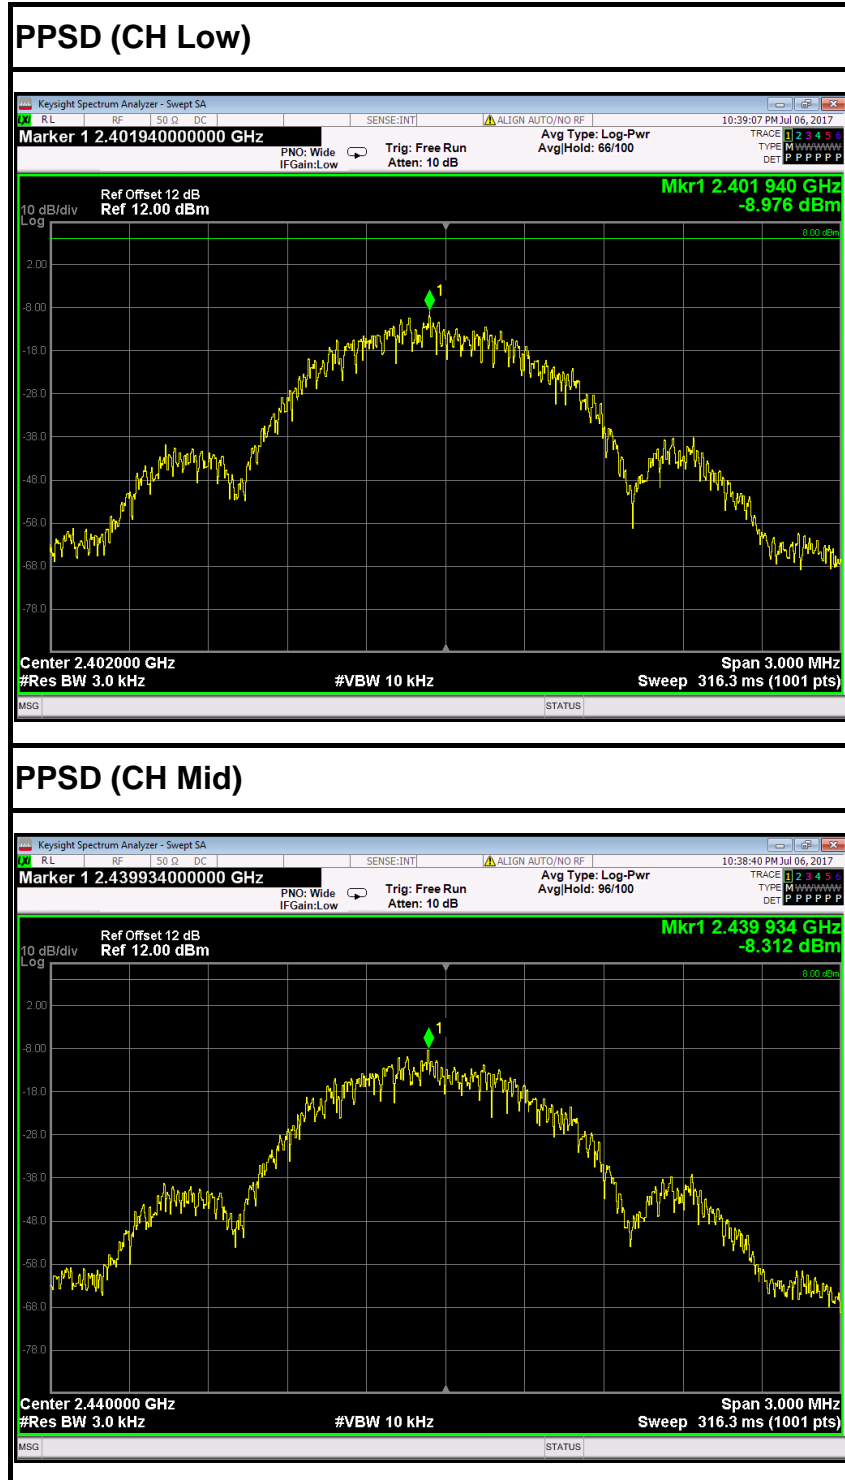 PPSD (CH Low)
Keysight Spectrum Analyzer - Swept SA
LXI RL RF 50 Ω DC SENSE:INT ALIGN AUTO/NO RF 10:39:07 PM Jul 06, 2017
Marker 1 2.401940000000 GHz
PNO: Wide
IFGain:Low
Trig: Free Run
Atten: 10 dB
Avg Type: Log-Pwr
Avg|Hold: 66/100
TRACE 1 2 3 4 5 6
TYPE MWWWWW
DET P P P P P P
Mkr1 2.401 940 GHz
-8.976 dBm
Ref Offset 12 dB
10 dB/div Ref 12.00 dBm
Log
8.00 dBm
2.00
1
-8.00
-18.0
-28.0
-38.0
-48.0
-58.0
-68.0
-78.0
Center 2.402000 GHz Span 3.000 MHz
#Res BW 3.0 kHz #VBW 10 kHz Sweep 316.3 ms (1001 pts)
MSG STATUS
PPSD (CH Mid)
Keysight Spectrum Analyzer - Swept SA
LXI RL RF 50 Ω DC SENSE:INT ALIGN AUTO/NO RF 10:38:40 PM Jul 06, 2017
Marker 1 2.439934000000 GHz
PNO: Wide
IFGain:Low
Trig: Free Run
Atten: 10 dB
Avg Type: Log-Pwr
Avg|Hold: 96/100
TRACE 1 2 3 4 5 6
TYPE MWWWWW
DET P P P P P P
Mkr1 2.439 934 GHz
-8.312 dBm
Ref Offset 12 dB
10 dB/div Ref 12.00 dBm
Log
8.00 dBm
2.00
1
-8.00
-18.0
-28.0
-38.0
-48.0
-58.0
-68.0
-78.0
Center 2.440000 GHz Span 3.000 MHz
#Res BW 3.0 kHz #VBW 10 kHz Sweep 316.3 ms (1001 pts)
MSG STATUS